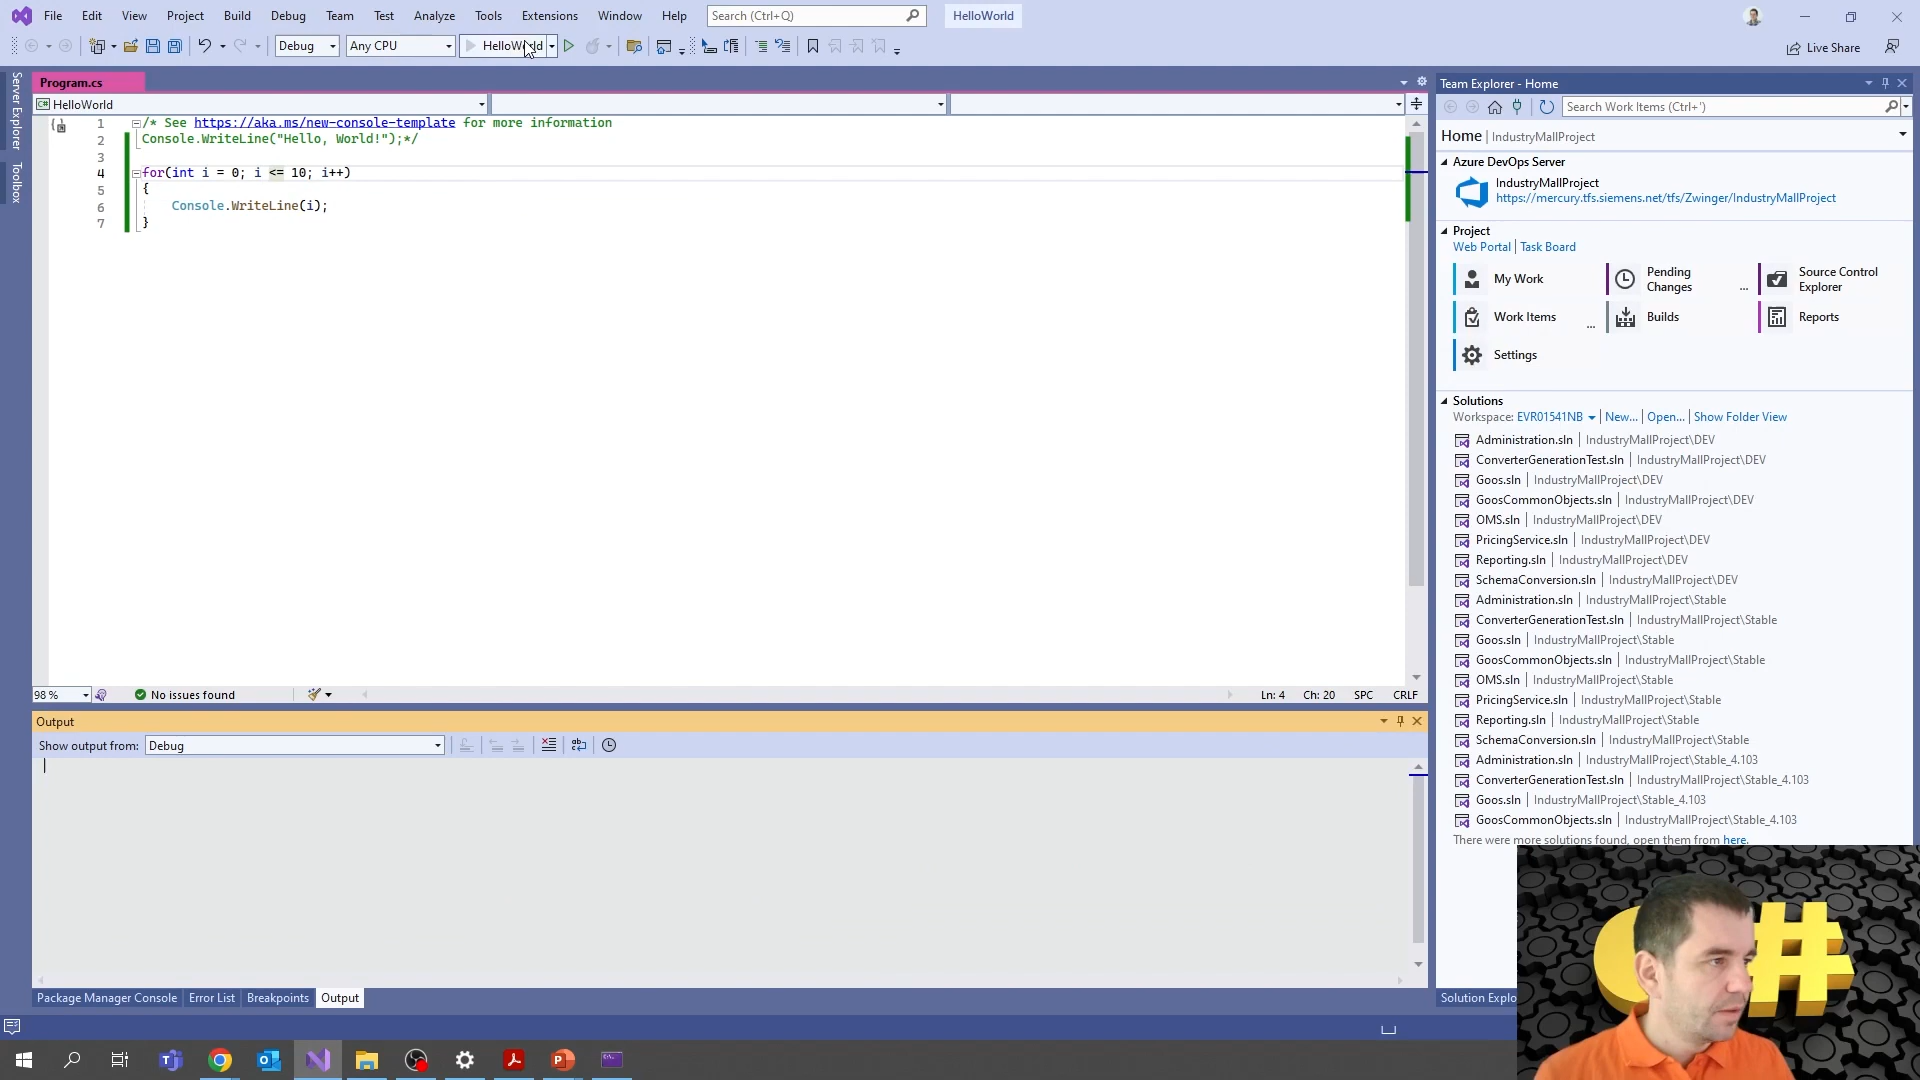 File Edit View Project Build Debug Team Test Analyze Tools Extensions Window Help Search (Ctrl+Q) HelloWorld
Debug Any CPU HelloWorld Live Share
Server Explorer
Toolbox
Program.cs
HelloWorld
1 /* See https://aka.ms/new-console-template for more information
2 Console.WriteLine("Hello, World!");*/
3
4 for(int i = 0; i <= 10; i++)
5 {
6 Console.WriteLine(i);
7 }
98 % No issues found Ln: 4 Ch: 20 SPC CRLF
Output
Show output from: Debug
Package Manager Console Error List Breakpoints Output
Team Explorer - Home
Search Work Items (Ctrl+')
Home | IndustryMallProject
Azure DevOps Server
IndustryMallProject
https://mercury.tfs.siemens.net/tfs/Zwinger/IndustryMallProject
Project
Web Portal | Task Board
My Work
Pending Changes ...
Source Control Explorer
Work Items ...
Builds
Reports
Settings
Solutions
Workspace: EVR01541NB | New... | Open... | Show Folder View
Administration.sln | IndustryMallProject\DEV
ConverterGenerationTest.sln | IndustryMallProject\DEV
Goos.sln | IndustryMallProject\DEV
GoosCommonObjects.sln | IndustryMallProject\DEV
OMS.sln | IndustryMallProject\DEV
PricingService.sln | IndustryMallProject\DEV
Reporting.sln | IndustryMallProject\DEV
SchemaConversion.sln | IndustryMallProject\DEV
Administration.sln | IndustryMallProject\Stable
ConverterGenerationTest.sln | IndustryMallProject\Stable
Goos.sln | IndustryMallProject\Stable
GoosCommonObjects.sln | IndustryMallProject\Stable
OMS.sln | IndustryMallProject\Stable
PricingService.sln | IndustryMallProject\Stable
Reporting.sln | IndustryMallProject\Stable
SchemaConversion.sln | IndustryMallProject\Stable
Administration.sln | IndustryMallProject\Stable_4.103
ConverterGenerationTest.sln | IndustryMallProject\Stable_4.103
Goos.sln | IndustryMallProject\Stable_4.103
GoosCommonObjects.sln | IndustryMallProject\Stable_4.103
There were more solutions found, open them from here.
Solution Explo
#